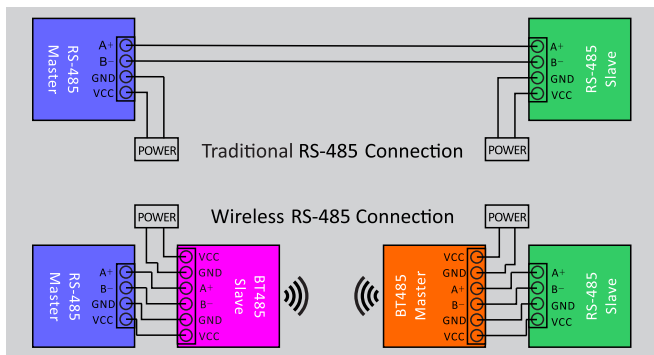 A+
B−
GND
VCC
RS-485
Master
POWER
Traditional RS-485 Connection
A+
B−
GND
VCC
RS-485
Slave
POWER
POWER
Wireless RS-485 Connection
POWER
A+
B−
GND
VCC
RS-485
Master
VCC
GND
A+
B−
GND
VCC
BT485
Slave
BT485
Master
VCC
GND
A+
B−
GND
VCC
A+
B−
GND
VCC
RS-485
Slave